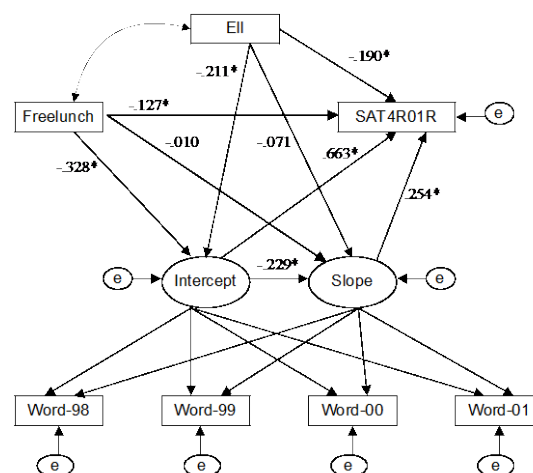 Ell
-.190*
-.211*
Freelunch
-.127*
SAT4R01R
e
-.010
-.071
.663*
-.328*
.254*
-.229*
e
Intercept
Slope
e
Word-98
Word-99
Word-00
Word-01
e
e
e
e